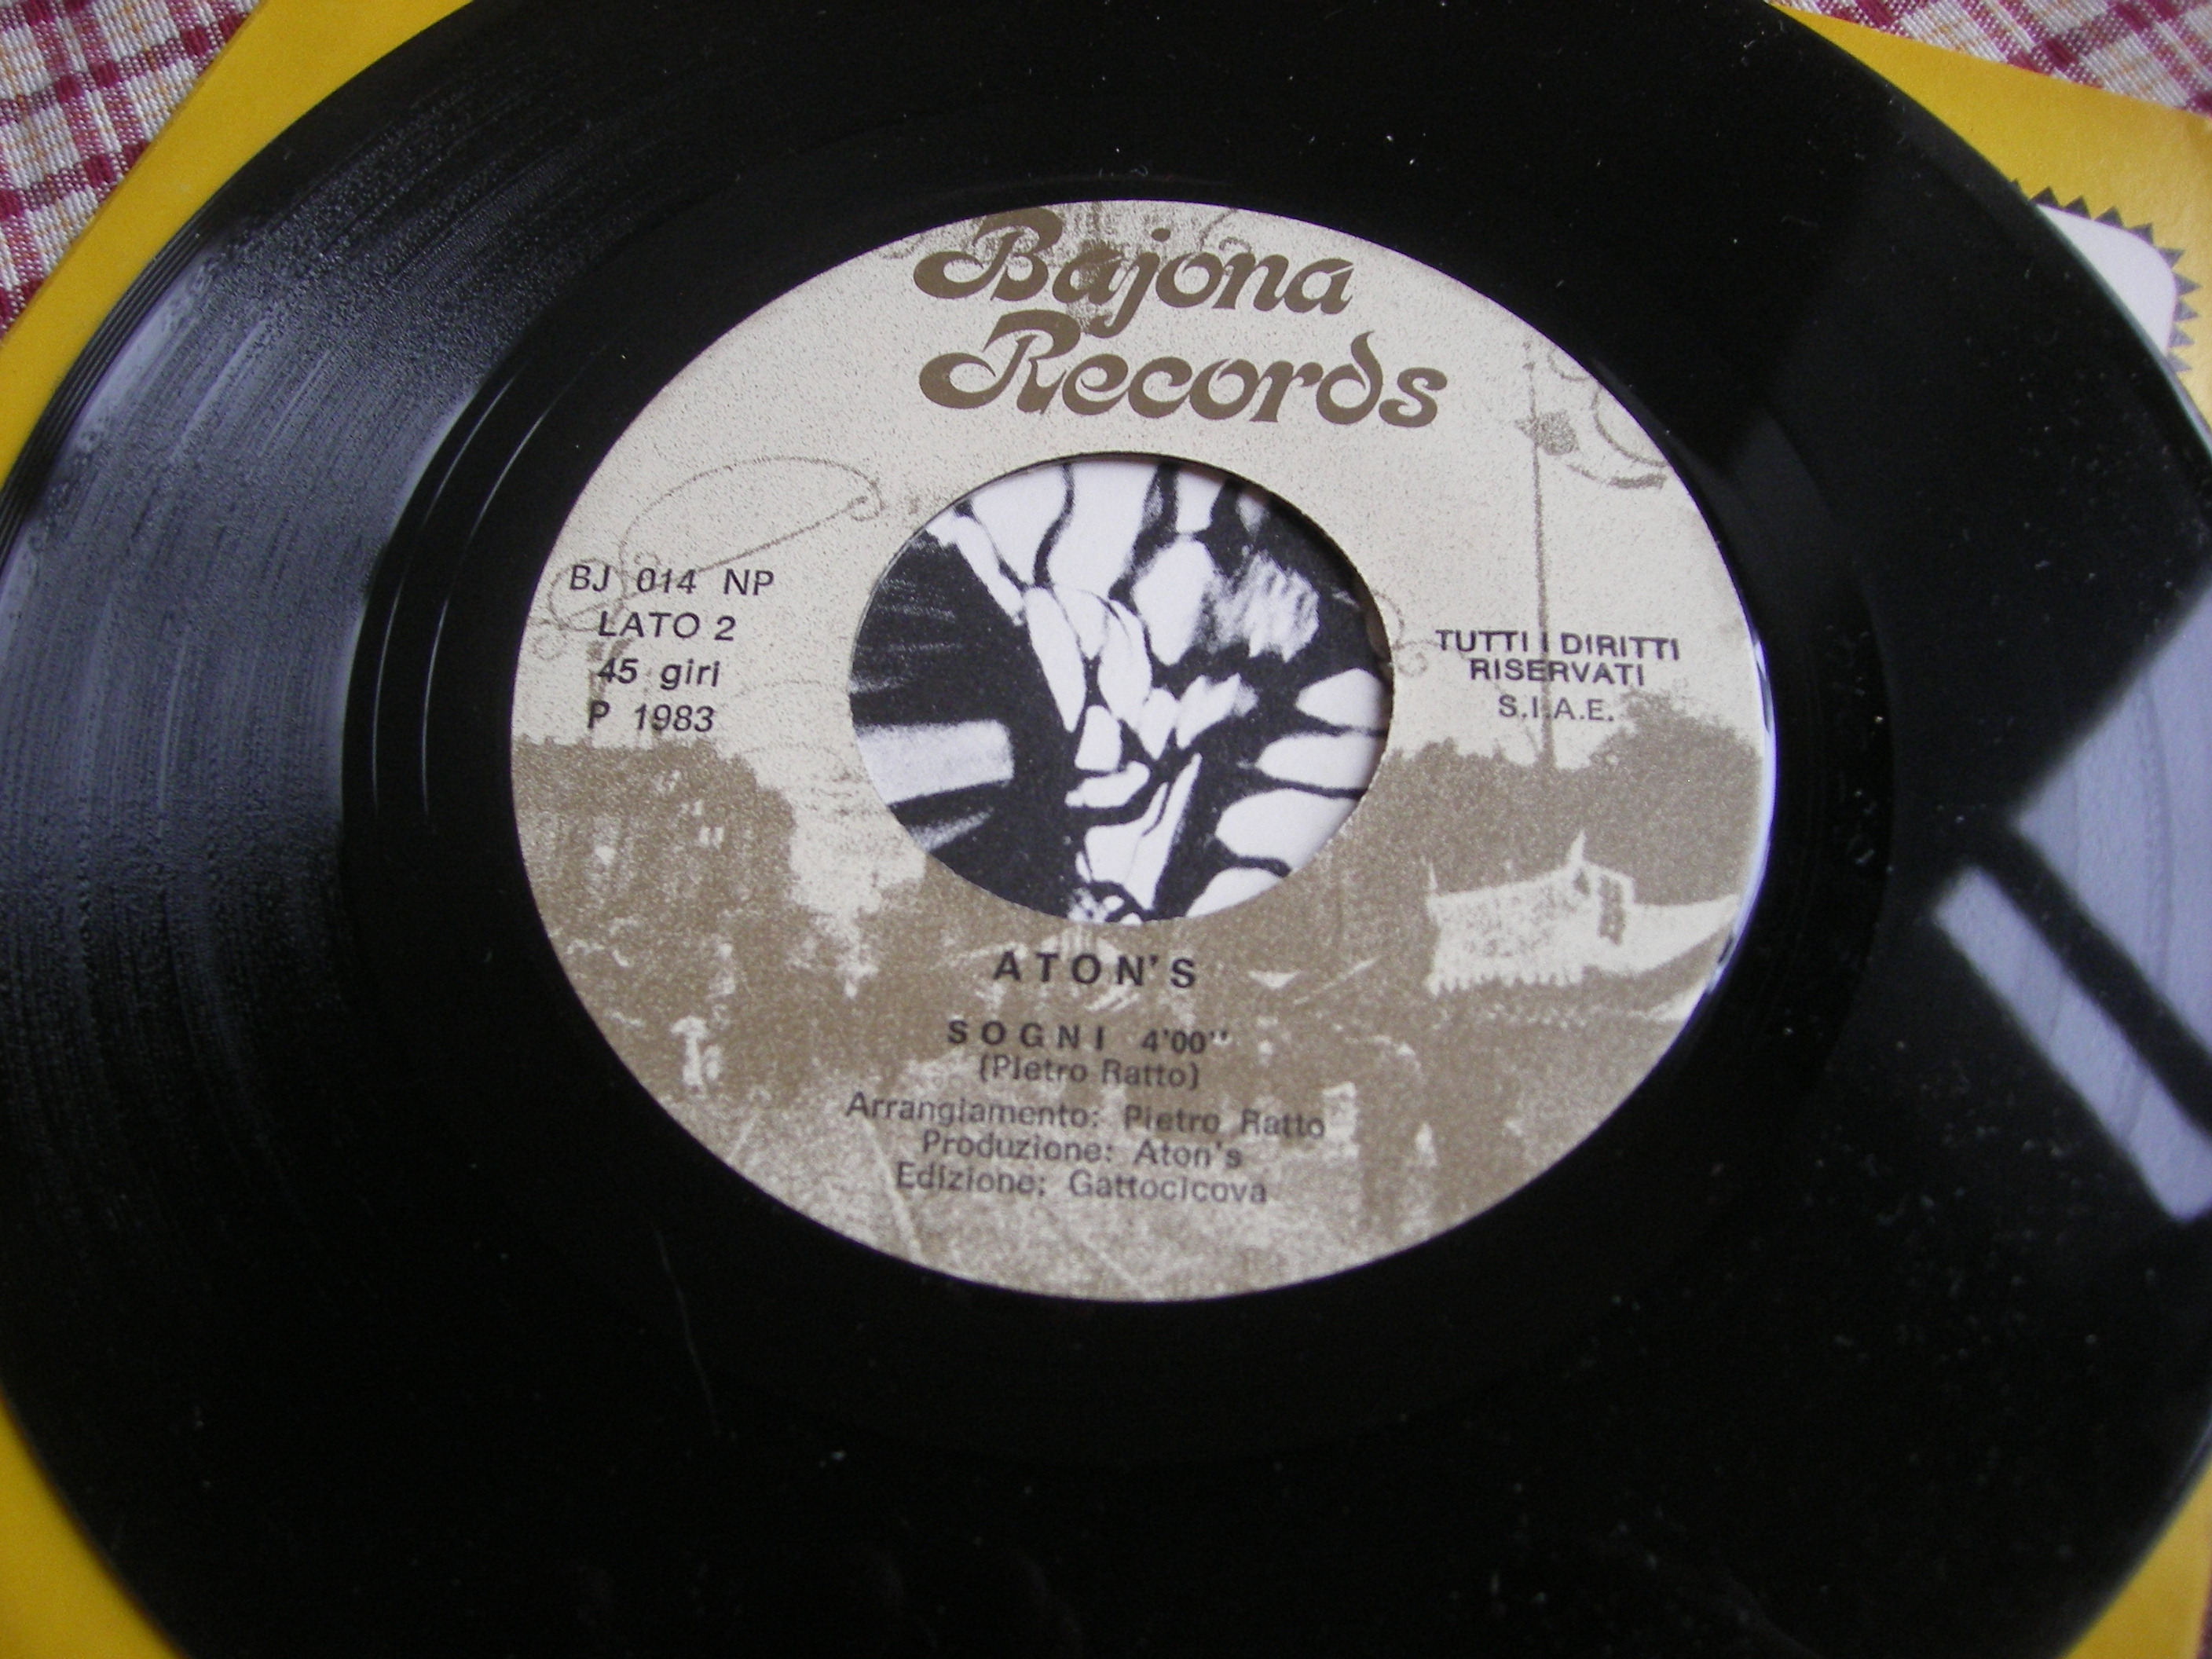 Bajona
Records
BJ 014 NP
LATO 2
45 giri
P 1983
TUTTI I DIRITTI
RISERVATI
S.I.A.E.
ATON'S
SOGNI 4'00"
(Pietro Ratto)
Arrangiamento: Pietro Ratto
Produzione: Aton's
Edizione: Gattocicova